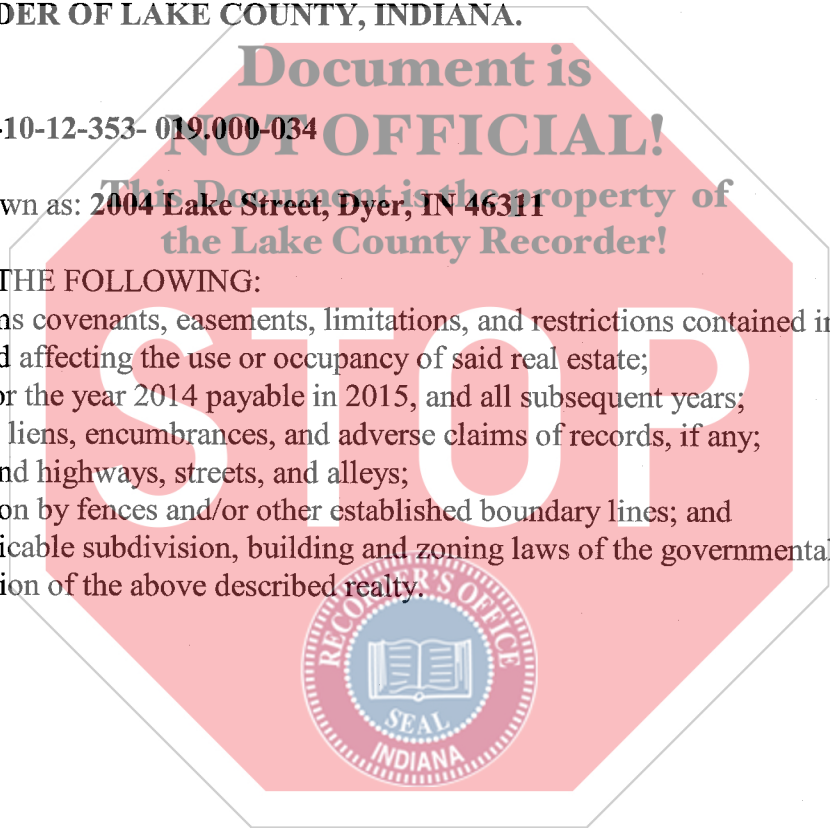 DER OF LAKE COUNTY, INDIANA.
Document is
NOT OFFICIAL!
-10-12-353- 019.000-034
This Document is the property of
wn as: 2004 Lake Street, Dyer, IN 46311
the Lake County Recorder!
THE FOLLOWING:
ns covenants, easements, limitations, and restrictions contained in
d affecting the use or occupancy of said real estate;
or the year 2014 payable in 2015, and all subsequent years;
liens, encumbrances, and adverse claims of records, if any;
nd highways, streets, and alleys;
on by fences and/or other established boundary lines; and
icable subdivision, building and zoning laws of the governmental
ion of the above described realty.
STOP
RECORDER'S OFFICE
SEAL
INDIANA